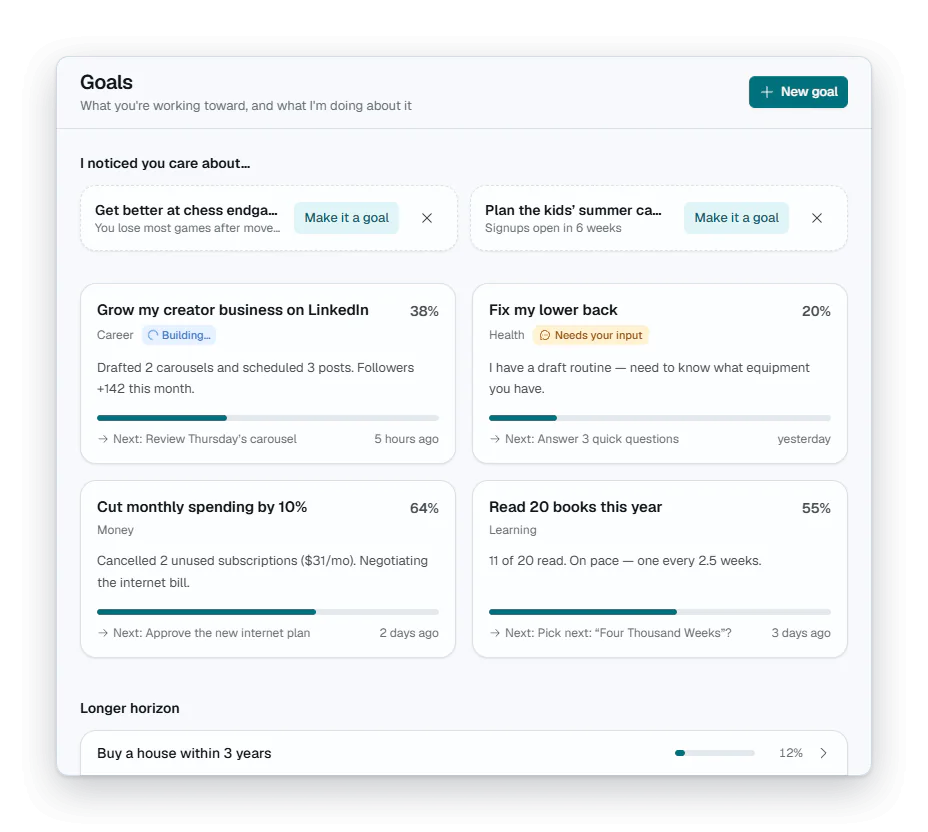 Goals
What you're working toward, and what I'm doing about it
New goal
I noticed you care about…
Get better at chess endga…
You lose most games after move…
Make it a goal
Plan the kids’ summer ca…
Signups open in 6 weeks
Make it a goal
Grow my creator business on LinkedIn
38%
Career
Building…
Drafted 2 carousels and scheduled 3 posts. Followers
+142 this month.
Next: Review Thursday's carousel
5 hours ago
Fix my lower back
20%
Health
Needs your input
I have a draft routine — need to know what equipment
you have.
Next: Answer 3 quick questions
yesterday
Cut monthly spending by 10%
64%
Money
Cancelled 2 unused subscriptions ($31/mo). Negotiating
the internet bill.
Next: Approve the new internet plan
2 days ago
Read 20 books this year
55%
Learning
11 of 20 read. On pace — one every 2.5 weeks.
Next: Pick next: “Four Thousand Weeks”?
3 days ago
Longer horizon
Buy a house within 3 years
12%